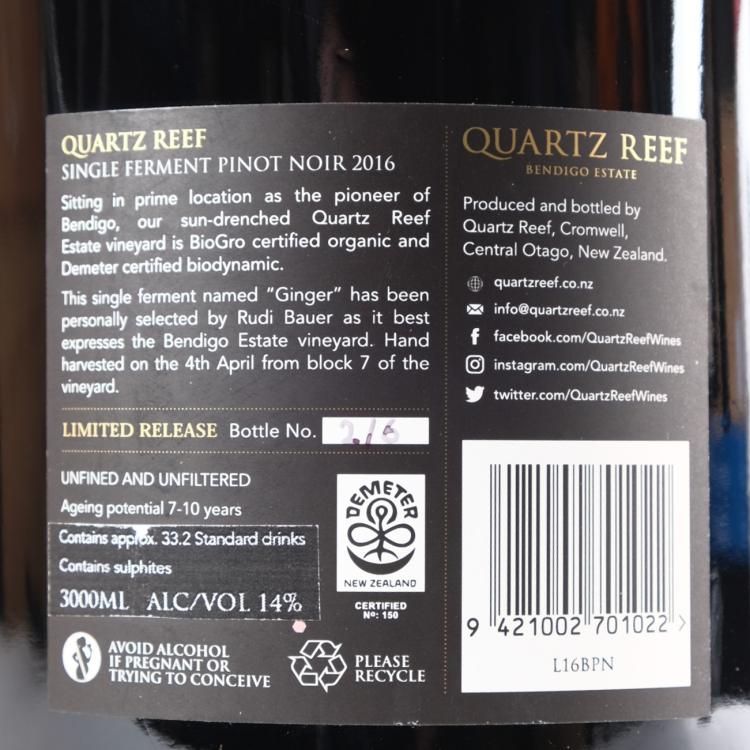 QUARTZ REEF
SINGLE FERMENT PINOT NOIR 2016
Sitting in prime location as the pioneer of
Bendigo, our sun-drenched Quartz Reef
Estate vineyard is BioGro certified organic and
Demeter certified biodynamic.
This single ferment named “Ginger” has been
personally selected by Rudi Bauer as it best
expresses the Bendigo Estate vineyard. Hand
harvested on the 4th April from block 7 of the
vineyard.
LIMITED RELEASE Bottle No. 2/6
UNFINED AND UNFILTERED
Ageing potential 7-10 years
Contains approx. 33.2 Standard drinks
Contains sulphites
3000ML ALC/VOL 14%
AVOID ALCOHOL
IF PREGNANT OR
TRYING TO CONCEIVE
PLEASE
RECYCLE
DEMETER
NEW ZEALAND
CERTIFIED
Nº: 150
QUARTZ REEF
BENDIGO ESTATE
Produced and bottled by
Quartz Reef, Cromwell,
Central Otago, New Zealand.
quartzreef.co.nz
info@quartzreef.co.nz
facebook.com/QuartzReefWines
instagram.com/QuartzReefWines
twitter.com/QuartzReefWines
9 421002 701022 >
L16BPN